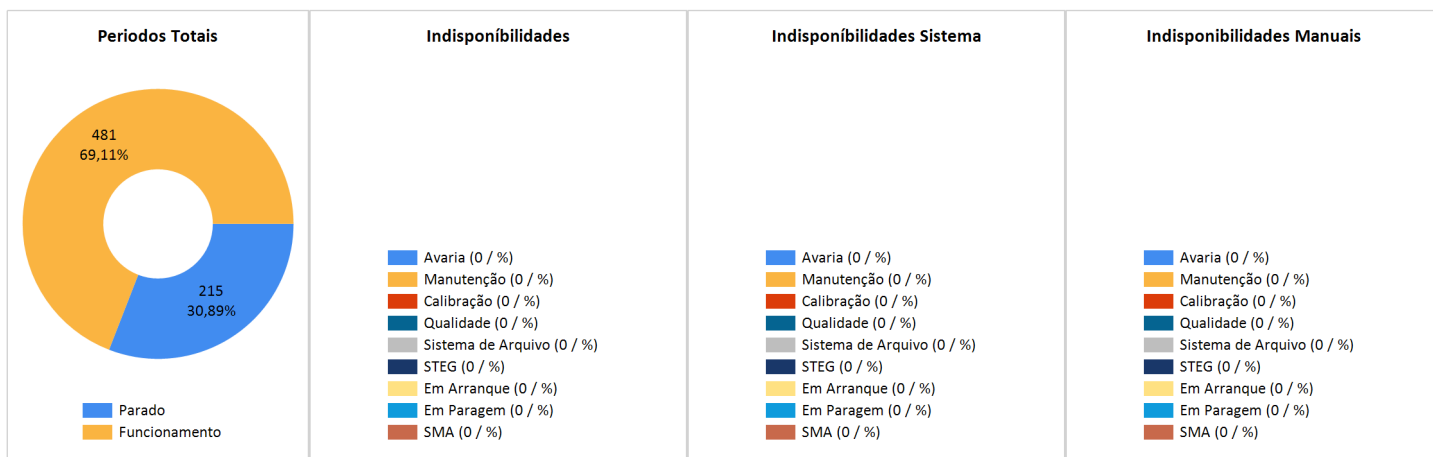 Periodos Totais
481
69,11%
215
30,89%
Parado
Funcionamento
Indisponíbilidades
Avaria (0 / %)
Manutenção (0 / %)
Calibração (0 / %)
Qualidade (0 / %)
Sistema de Arquivo (0 / %)
STEG (0 / %)
Em Arranque (0 / %)
Em Paragem (0 / %)
SMA (0 / %)
Indisponíbilidades Sistema
Avaria (0 / %)
Manutenção (0 / %)
Calibração (0 / %)
Qualidade (0 / %)
Sistema de Arquivo (0 / %)
STEG (0 / %)
Em Arranque (0 / %)
Em Paragem (0 / %)
SMA (0 / %)
Indisponibilidades Manuais
Avaria (0 / %)
Manutenção (0 / %)
Calibração (0 / %)
Qualidade (0 / %)
Sistema de Arquivo (0 / %)
STEG (0 / %)
Em Arranque (0 / %)
Em Paragem (0 / %)
SMA (0 / %)